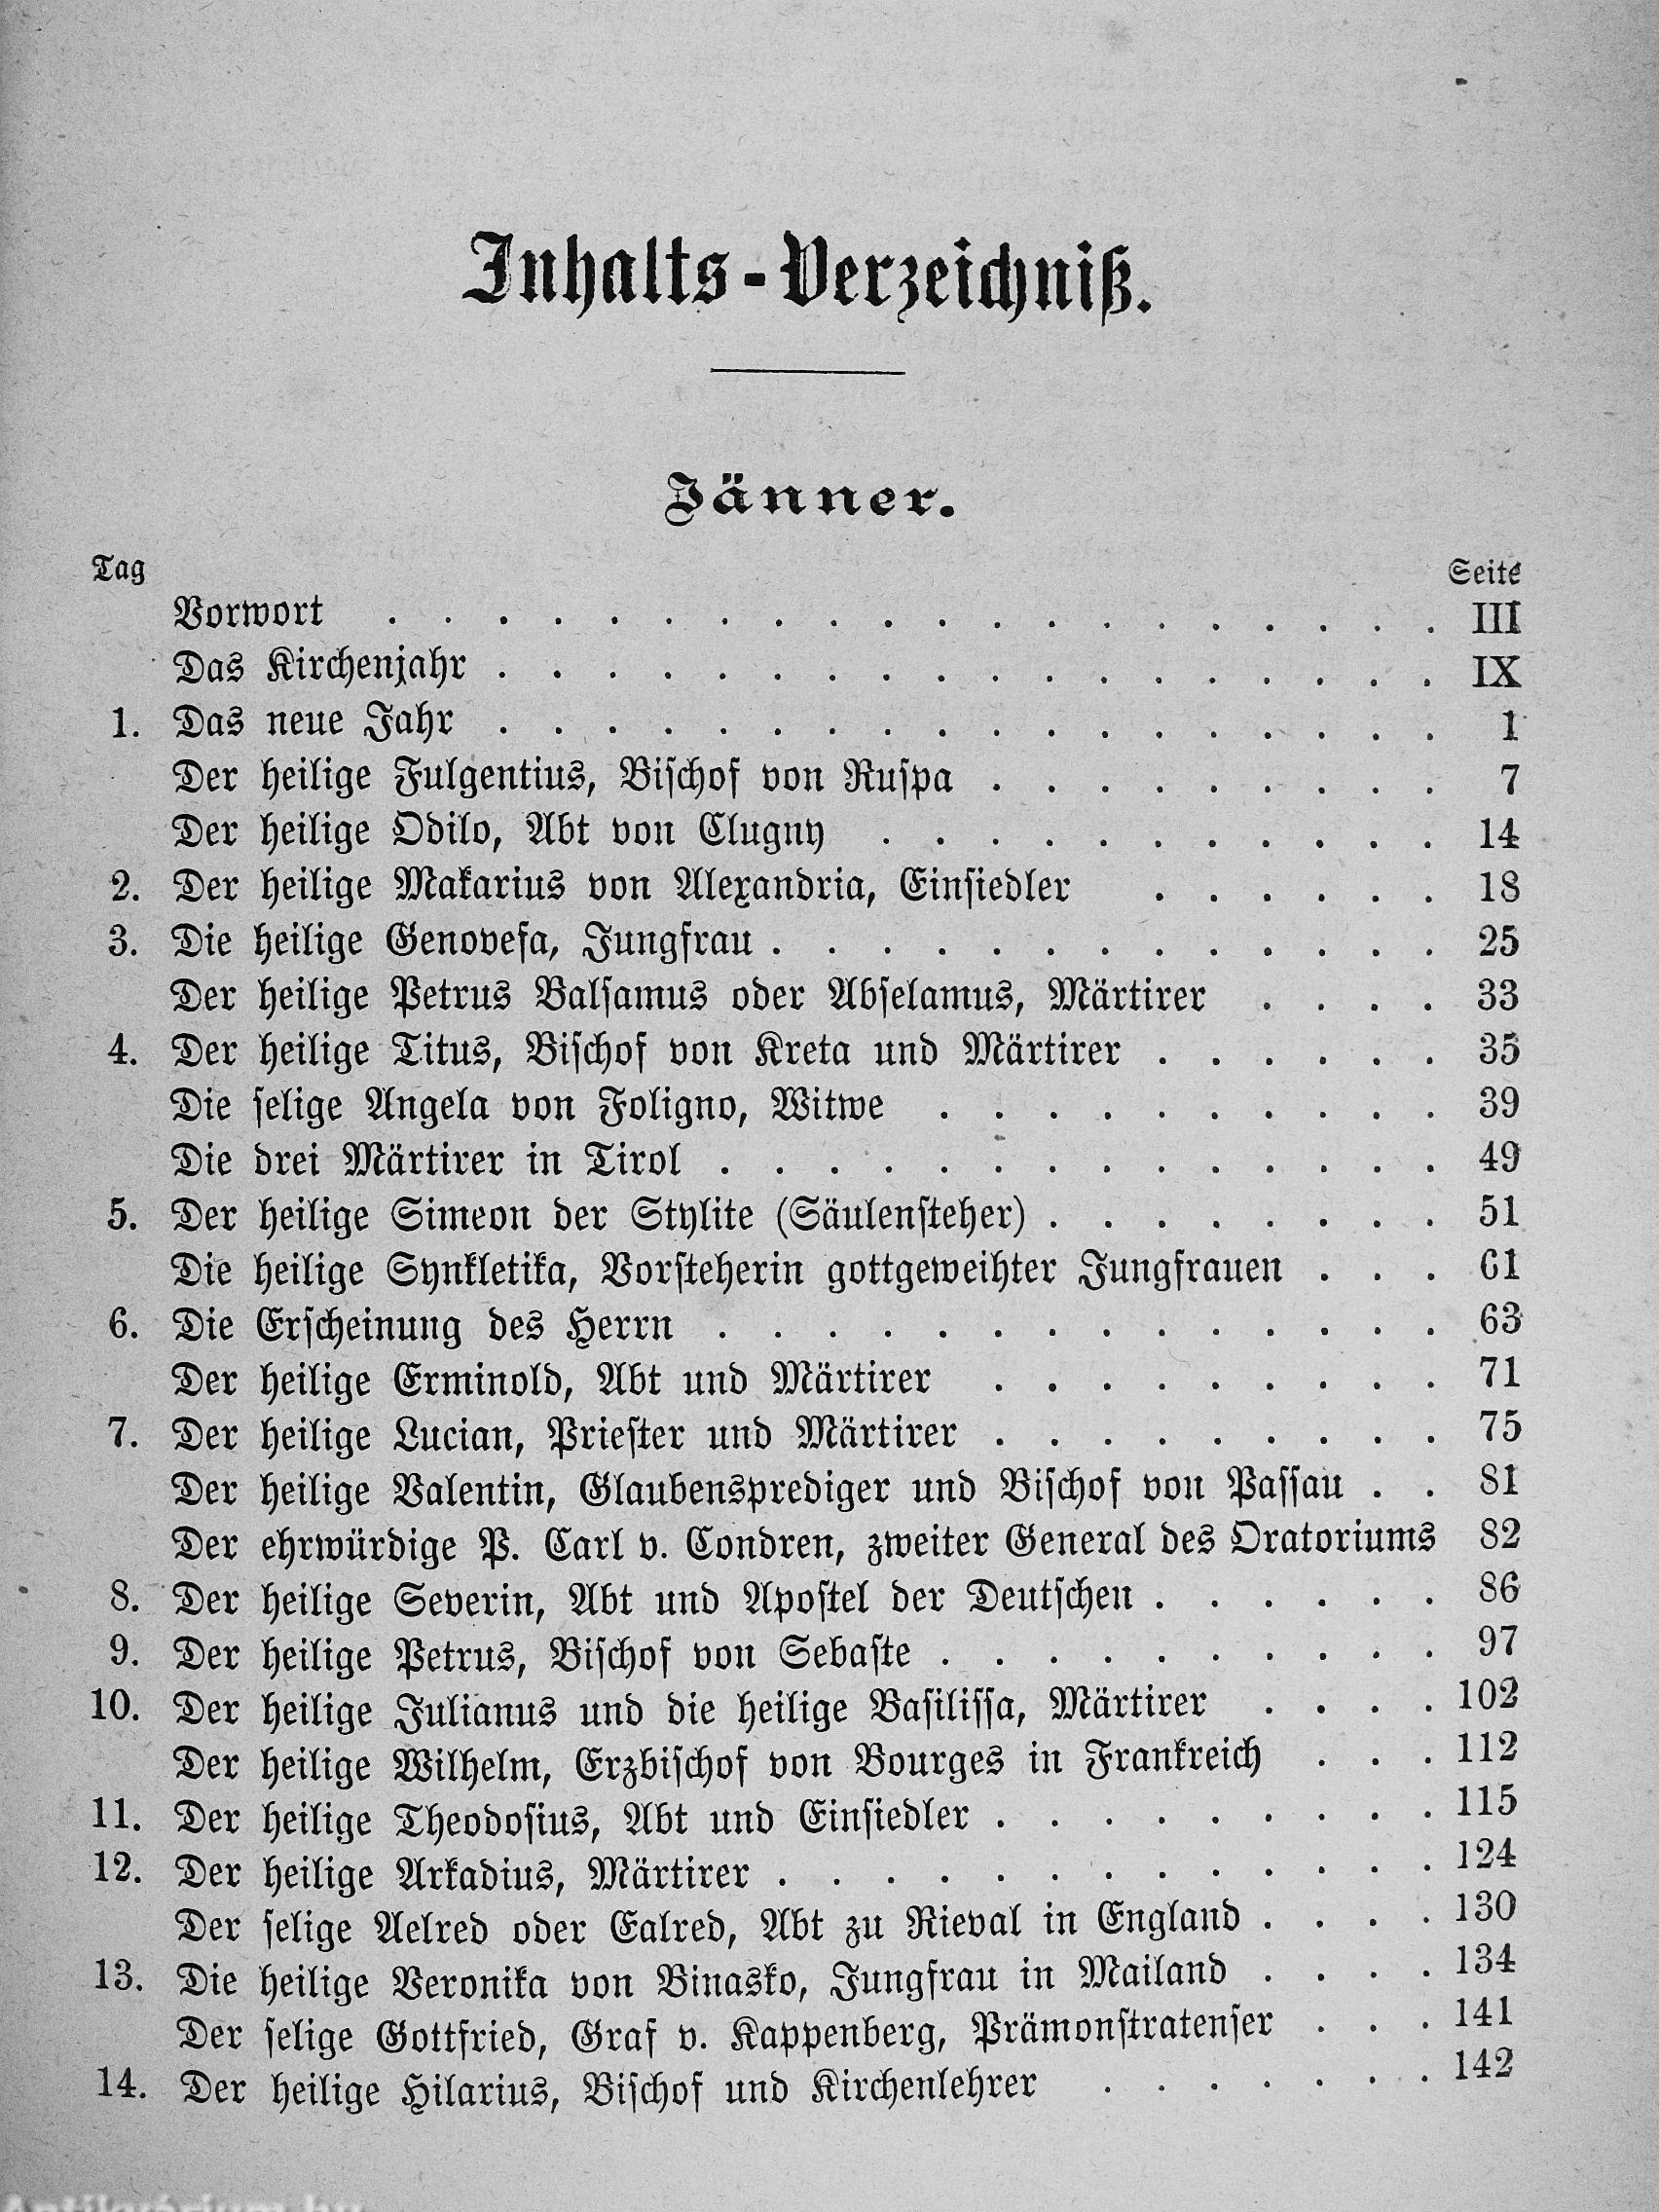 Inhalts-Verzeichniß.
Jänner.
Tag Seite
Vorwort . . . . . . . . . . . . . . . . . . . . III
Das Kirchenjahr . . . . . . . . . . . . . . . . . . IX
1. Das neue Jahr . . . . . . . . . . . . . . . . . . 1
Der heilige Fulgentius, Bischof von Ruspa . . . . . . . . . 7
Der heilige Odilo, Abt von Clugny . . . . . . . . . . . 14
2. Der heilige Makarius von Alexandria, Einsiedler . . . . . . 18
3. Die heilige Genovefa, Jungfrau . . . . . . . . . . . . . 25
Der heilige Petrus Balsamus oder Abselamus, Märtirer . . . . 33
4. Der heilige Titus, Bischof von Kreta und Märtirer . . . . . . 35
Die selige Angela von Foligno, Witwe . . . . . . . . . . 39
Die drei Märtirer in Tirol . . . . . . . . . . . . . . 49
5. Der heilige Simeon der Stylite (Säulensteher) . . . . . . . . 51
Die heilige Synkletika, Vorsteherin gottgeweihter Jungfrauen . . . 61
6. Die Erscheinung des Herrn . . . . . . . . . . . . . . 63
Der heilige Erminold, Abt und Märtirer . . . . . . . . . 71
7. Der heilige Lucian, Priester und Märtirer . . . . . . . . . 75
Der heilige Valentin, Glaubensprediger und Bischof von Passau . . 81
Der ehrwürdige P. Carl v. Condren, zweiter General des Oratoriums 82
8. Der heilige Severin, Abt und Apostel der Deutschen . . . . . . 86
9. Der heilige Petrus, Bischof von Sebaste . . . . . . . . . . 97
10. Der heilige Julianus und die heilige Basilissa, Märtirer . . . . 102
Der heilige Wilhelm, Erzbischof von Bourges in Frankreich . . . 112
11. Der heilige Theodosius, Abt und Einsiedler . . . . . . . . . 115
12. Der heilige Arkadius, Märtirer . . . . . . . . . . . . . 124
Der selige Aelred oder Ealred, Abt zu Rieval in England . . . . 130
13. Die heilige Veronika von Binasko, Jungfrau in Mailand . . . . 134
Der selige Gottfried, Graf v. Kappenberg, Prämonstratenser . . . 141
14. Der heilige Hilarius, Bischof und Kirchenlehrer . . . . . . . 142